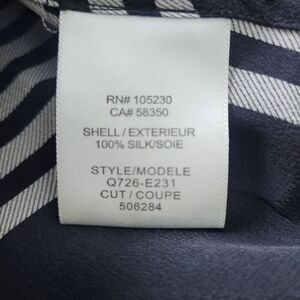 RN# 105230
CA# 58350
SHELL / EXTERIEUR
100% SILK/SOIE
STYLE/MODELE
Q726-E231
CUT / COUPE
506284